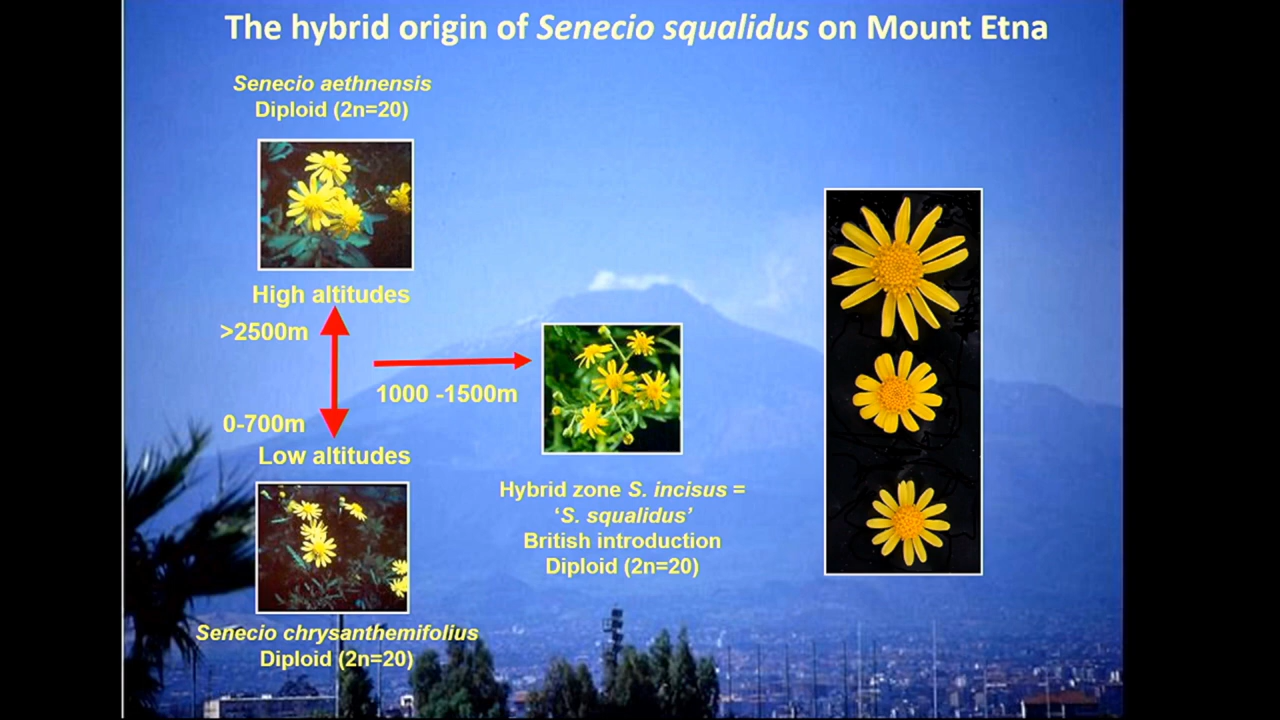 The hybrid origin of Senecio squalidus on Mount Etna
Senecio aethnensis
Diploid (2n=20)
High altitudes
>2500m
1000 -1500m
0-700m
Low altitudes
Senecio chrysanthemifolius
Diploid (2n=20)
Hybrid zone S. incisus =
‘S. squalidus’
British introduction
Diploid (2n=20)